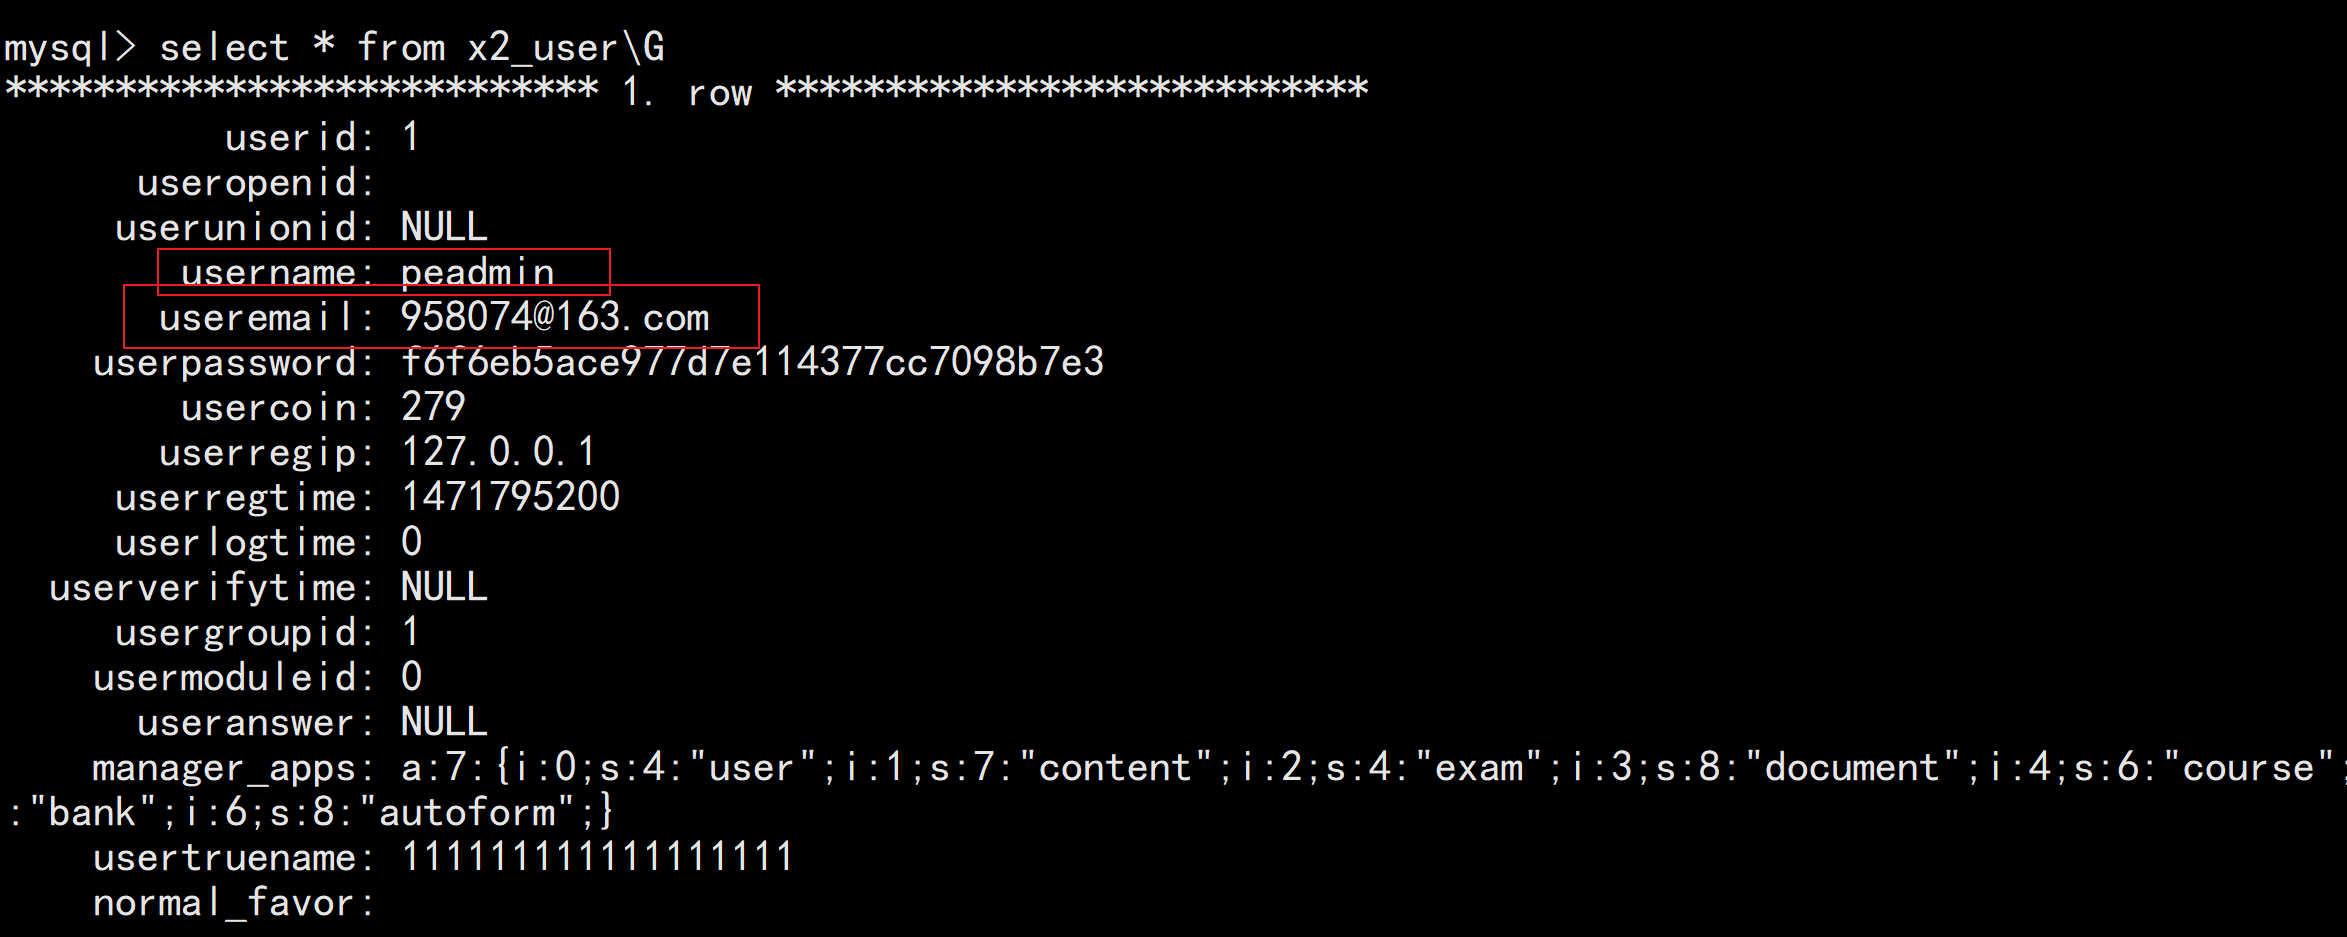 mysql> select * from x2_user\G
*************************** 1. row ***************************
userid: 1
useropenid:
userunionid: NULL
username: peadmin
useremail: 958074@163.com
userpassword: f6f6eb5ace977d7e114377cc7098b7e3
usercoin: 279
userregip: 127.0.0.1
userregtime: 1471795200
userlogtime: 0
userverifytime: NULL
usergroupid: 1
usermoduleid: 0
useranswer: NULL
manager_apps: a:7:{i:0;s:4:"user";i:1;s:7:"content";i:2;s:4:"exam";i:3;s:8:"document";i:4;s:6:"course";
:"bank";i:6;s:8:"autoform";}
usertruename: 111111111111111111
normal_favor: